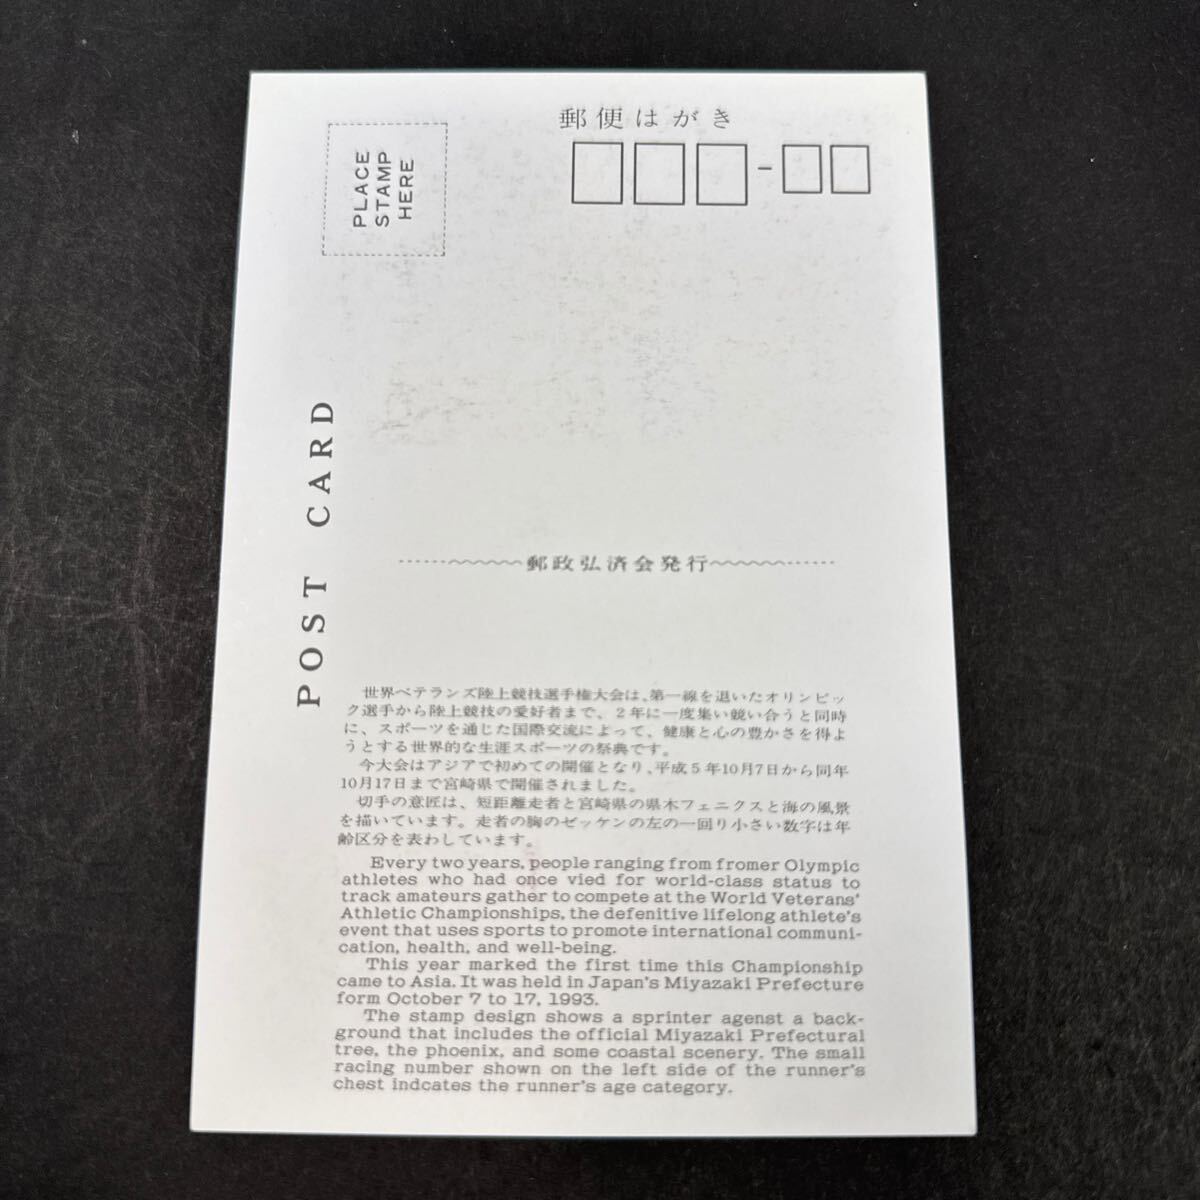 郵便はがき
PLACE
STAMP
HERE
POST CARD
郵政弘済会発行
世界ベテランズ陸上競技選手権大会は、第一線を退いたオリンピッ
ク選手から陸上競技の愛好者まで、2年に一度集い競い合うと同時
に、スポーツを通じた国際交流によって、健康と心の豊かさを得よ
うとする世界的な生涯スポーツの祭典です。
今大会はアジアで初めての開催となり、平成5年10月7日から同年
10月17日まで宮崎県で開催されました。
切手の意匠は、短距離走者と宮崎県の県木フェニクスと海の風景
を描いています。走者の胸のゼッケンの左の一回り小さい数字は年
齢区分を表わしています。
Every two years, people ranging from fromer Olympic
athletes who had once vied for world-class status to
track amateurs gather to compete at the World Veterans'
Athletic Championships, the defenitive lifelong athlete's
event that uses sports to promote international communi-
cation, health, and well-being.
This year marked the first time this Championship
came to Asia. It was held in Japan's Miyazaki Prefecture
form October 7 to 17, 1993.
The stamp design shows a sprinter agenst a back-
ground that includes the official Miyazaki Prefectural
tree, the phoenix, and some coastal scenery. The small
racing number shown on the left side of the runner's
chest indcates the runner's age category.